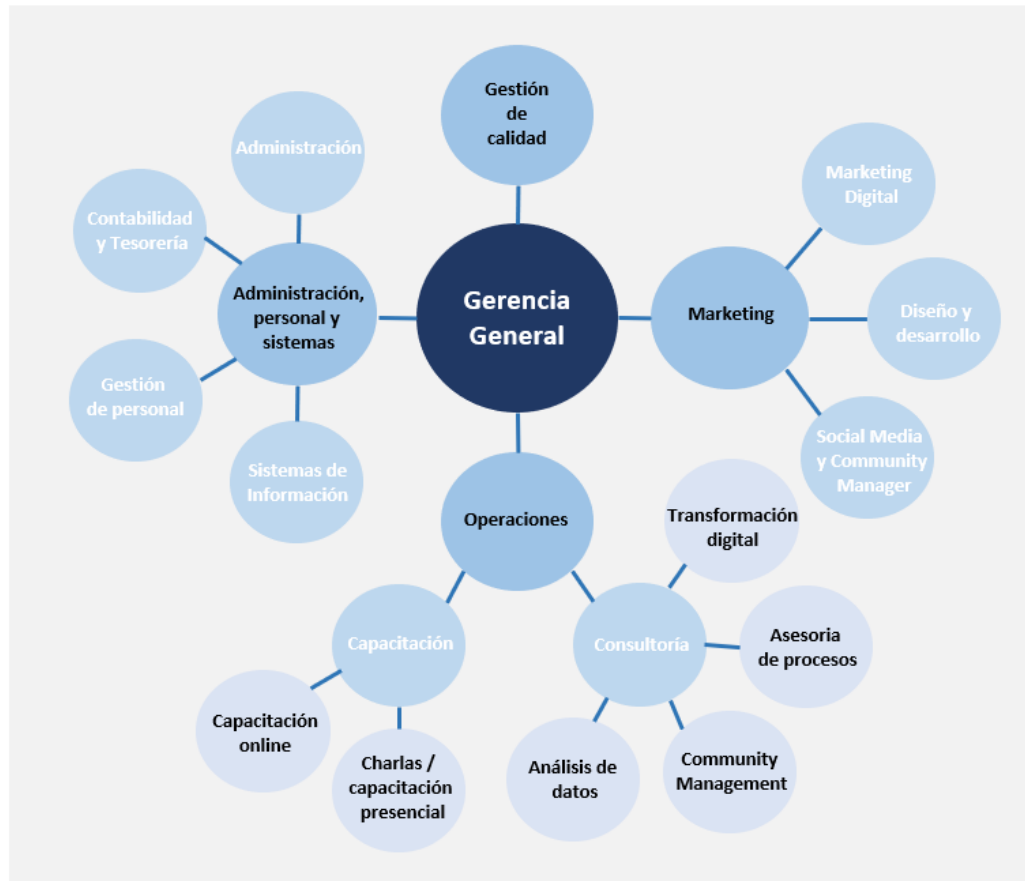 Gestión
de
calidad
Administración
Marketing
Digital
Contabilidad
y Tesorería
Administración,
personal y
sistemas
Gerencia
General
Marketing
Diseño y
desarrollo
Gestión
de personal
Sistemas de
Información
Social Media
y Community
Manager
Operaciones
Transformación
digital
Capacitación
Consultoría
Asesoria
de procesos
Capacitación
online
Charlas /
capacitación
presencial
Análisis de
datos
Community
Management